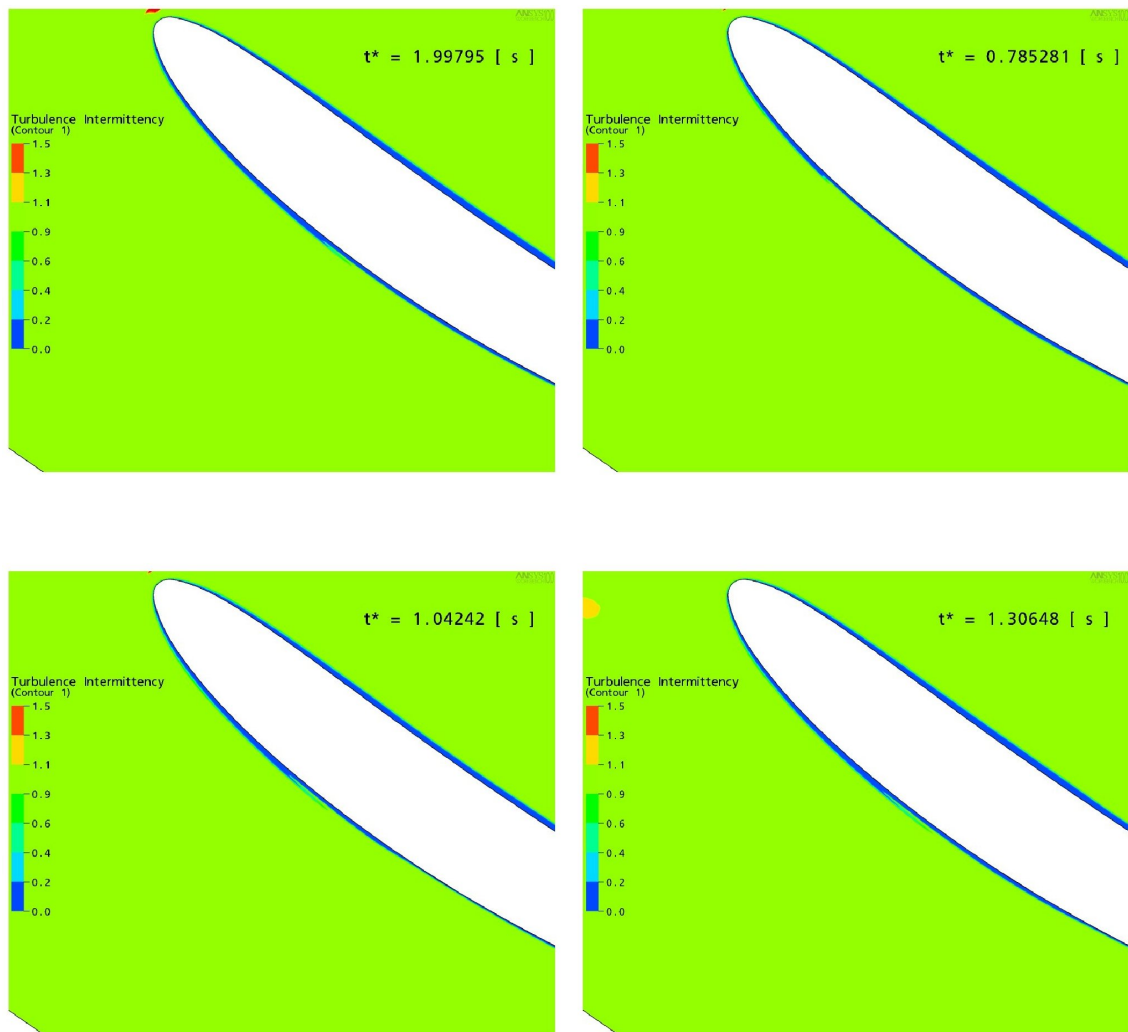 t* = 1.99795 [ s ]
Turbulence Intermittency
(Contour 1)
1.5
1.3
1.1
0.9
0.6
0.4
0.2
0.0
t* = 0.785281 [ s ]
Turbulence Intermittency
(Contour 1)
1.5
1.3
1.1
0.9
0.6
0.4
0.2
0.0
t* = 1.04242 [ s ]
Turbulence Intermittency
(Contour 1)
1.5
1.3
1.1
0.9
0.6
0.4
0.2
0.0
t* = 1.30648 [ s ]
Turbulence Intermittency
(Contour 1)
1.5
1.3
1.1
0.9
0.6
0.4
0.2
0.0